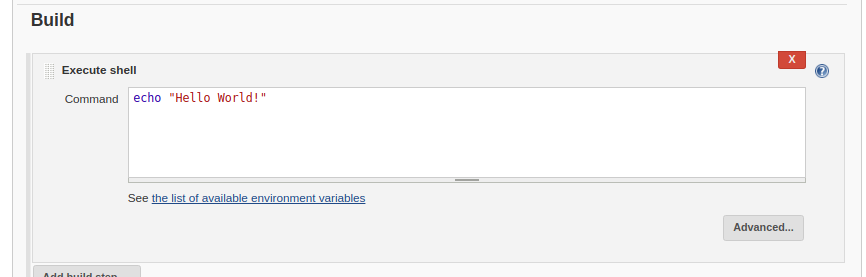 Build
Execute shell
X
?
Command
echo "Hello World!"
See the list of available environment variables
Advanced...
Add build step